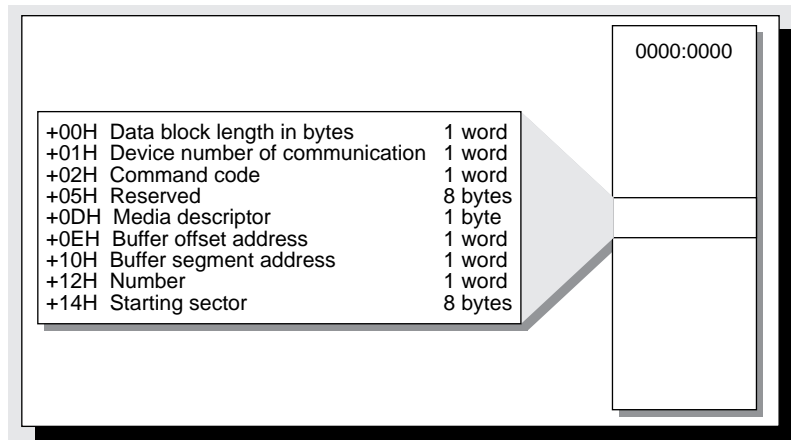 0000:0000
+00H Data block length in bytes 1 word
+01H Device number of communication 1 word
+02H Command code 1 word
+05H Reserved 8 bytes
+0DH Media descriptor 1 byte
+0EH Buffer offset address 1 word
+10H Buffer segment address 1 word
+12H Number 1 word
+14H Starting sector 8 bytes